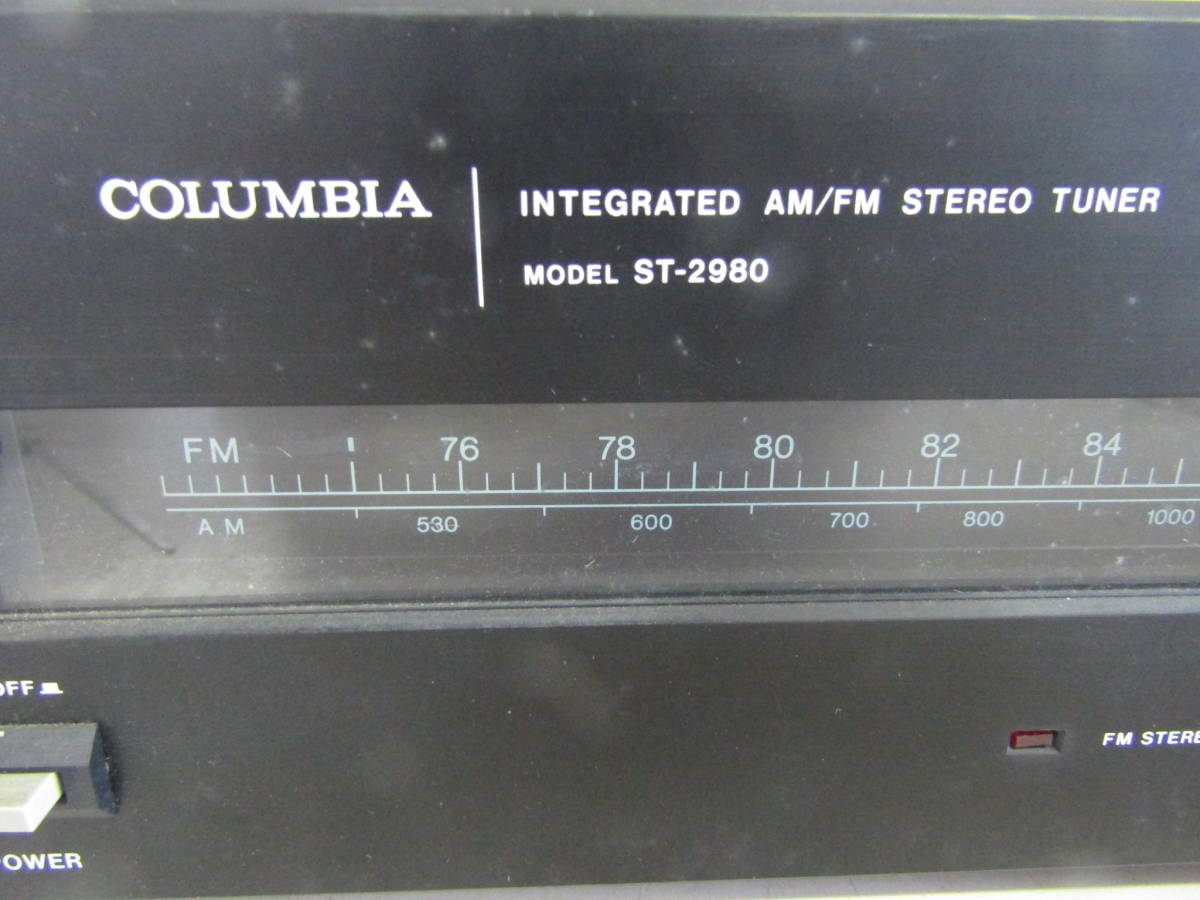 COLUMBIA
INTEGRATED AM/FM STEREO TUNER
MODEL ST-2980
FM 76 78 80 82 84
AM 530 600 700 800 1000
OFF
FM STERE
POWER